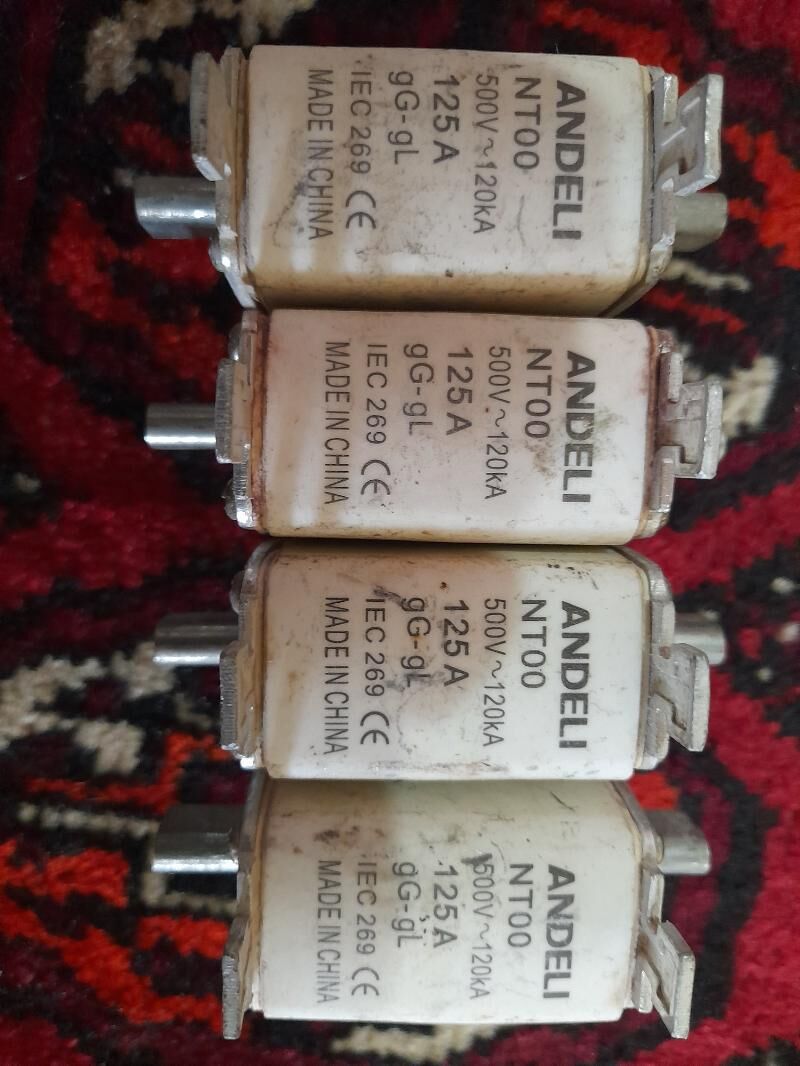 ANDELI
NT00
500V~120kA
125A
gG-gL
IEC 269 CE
MADE IN CHINA
ANDELI
NT00
500V~120kA
125A
gG-gL
IEC 269 CE
MADE IN CHINA
ANDELI
NT00
500V~120kA
125A
gG-gL
IEC 269 CE
MADE IN CHINA
ANDELI
NT00
500V~120kA
125A
gG-gL
IEC 269 CE
MADE IN CHINA